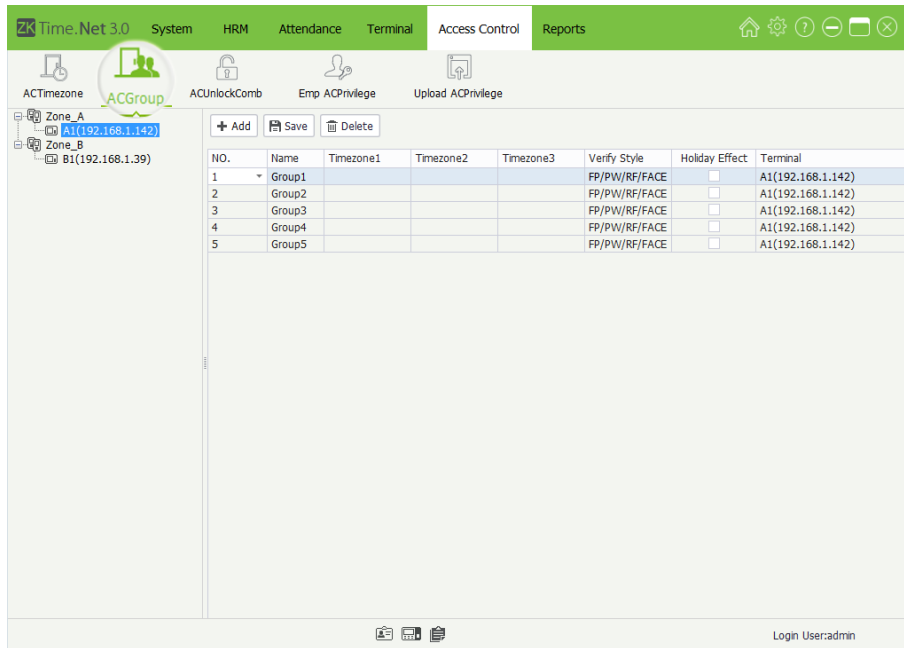 ZK Time.Net 3.0 System HRM Attendance Terminal Access Control Reports
ACTimezone ACGroup ACUnlockComb Emp ACPrivilege Upload ACPrivilege
Zone_A
A1(192.168.1.142)
Zone_B
B1(192.168.1.39)
+ Add Save Delete
NO. Name Timezone1 Timezone2 Timezone3 Verify Style Holiday Effect Terminal
1 Group1 FP/PW/RF/FACE A1(192.168.1.142)
2 Group2 FP/PW/RF/FACE A1(192.168.1.142)
3 Group3 FP/PW/RF/FACE A1(192.168.1.142)
4 Group4 FP/PW/RF/FACE A1(192.168.1.142)
5 Group5 FP/PW/RF/FACE A1(192.168.1.142)
Login User:admin